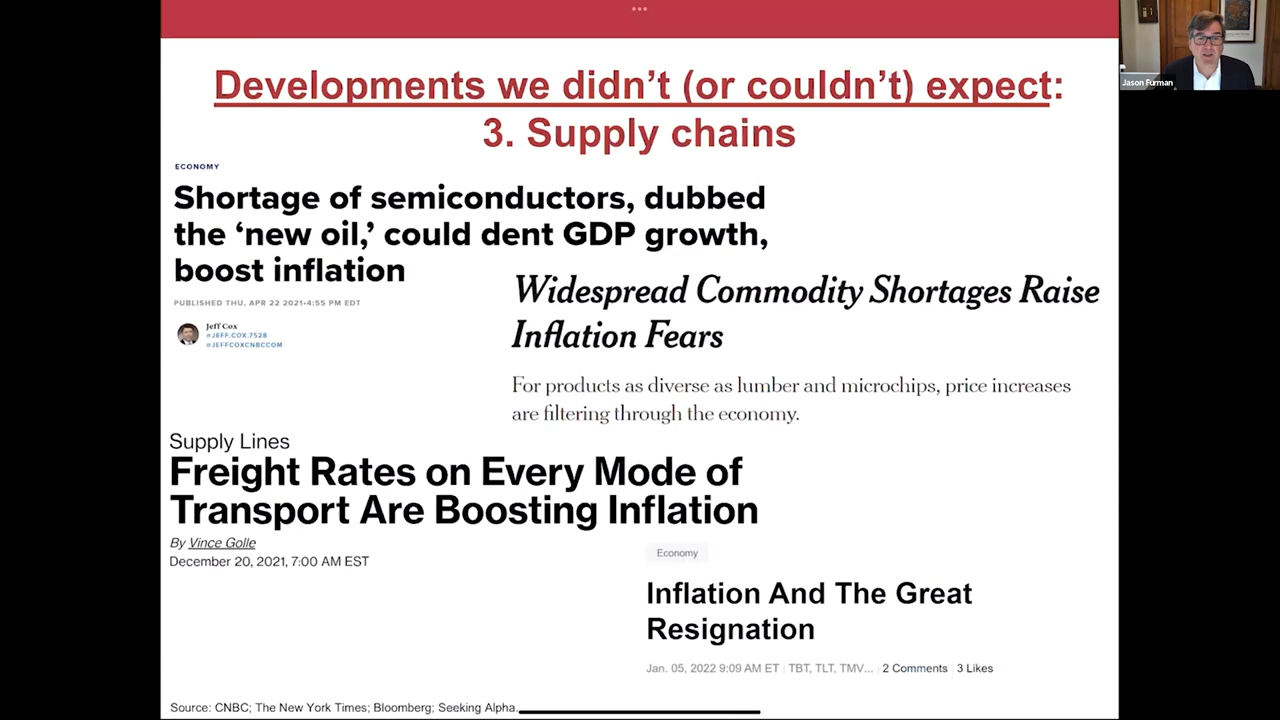 Developments we didn’t (or couldn’t) expect:
3. Supply chains
ECONOMY
Shortage of semiconductors, dubbed
the ‘new oil,’ could dent GDP growth,
boost inflation
PUBLISHED THU, APR 22 2021•4:55 PM EDT
Jeff Cox
@JEFF.COX.7528
@JEFFCOXCNBCCOM
Widespread Commodity Shortages Raise
Inflation Fears
For products as diverse as lumber and microchips, price increases
are filtering through the economy.
Supply Lines
Freight Rates on Every Mode of
Transport Are Boosting Inflation
By Vince Golle
December 20, 2021, 7:00 AM EST
Economy
Inflation And The Great
Resignation
Jan. 05, 2022 9:09 AM ET | TBT, TLT, TMV... | 2 Comments | 3 Likes
Source: CNBC; The New York Times; Bloomberg; Seeking Alpha.
Jason Furman